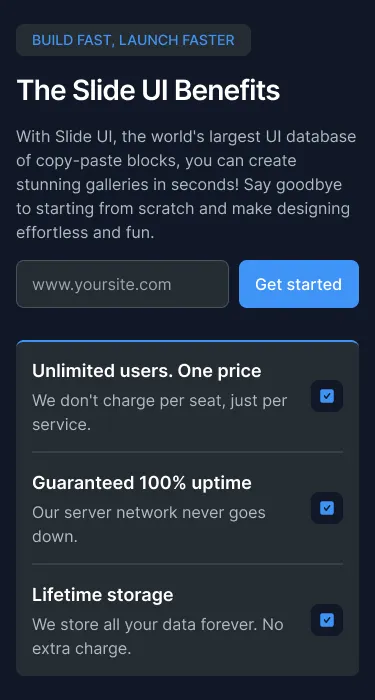 BUILD FAST, LAUNCH FASTER
The Slide UI Benefits
With Slide UI, the world's largest UI database
of copy-paste blocks, you can create
stunning galleries in seconds! Say goodbye
to starting from scratch and make designing
effortless and fun.
www.yoursite.com
Get started
Unlimited users. One price
We don't charge per seat, just per
service.
Guaranteed 100% uptime
Our server network never goes
down.
Lifetime storage
We store all your data forever. No
extra charge.